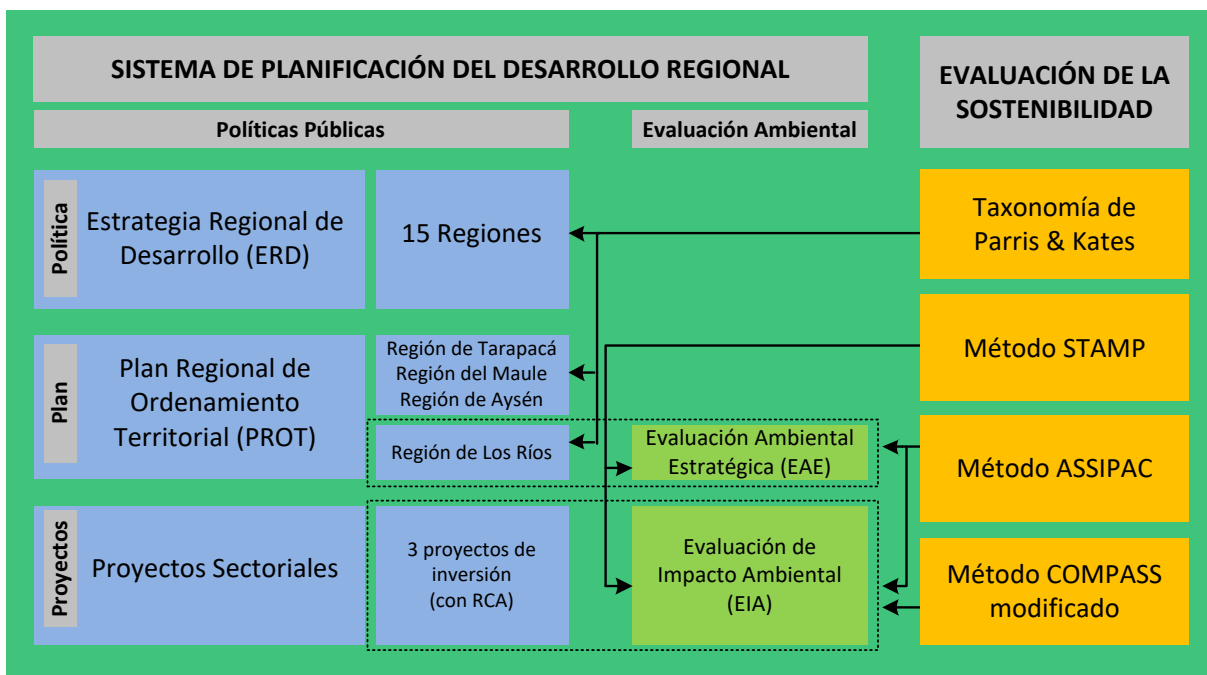 SISTEMA DE PLANIFICACIÓN DEL DESARROLLO REGIONAL
EVALUACIÓN DE LA
SOSTENIBILIDAD
Políticas Públicas
Evaluación Ambiental
Política
Estrategia Regional de
Desarrollo (ERD)
15 Regiones
Taxonomía de
Parris & Kates
Plan
Plan Regional de
Ordenamiento
Territorial (PROT)
Región de Tarapacá
Región del Maule
Región de Aysén
Región de Los Ríos
Evaluación Ambiental
Estratégica (EAE)
Método STAMP
Método ASSIPAC
Proyectos
Proyectos Sectoriales
3 proyectos de
inversión
(con RCA)
Evaluación de
Impacto Ambiental
(EIA)
Método COMPASS
modificado